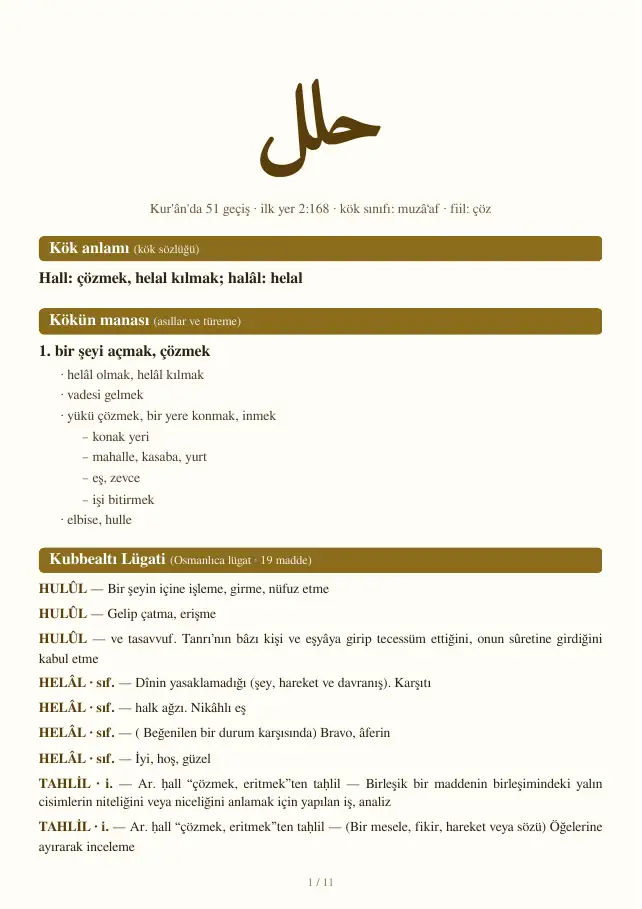 حلل
Kur'ân'da 51 geçiş · ilk yer 2:168 · kök sınıfı: muzâ‘af · fiil: çöz
Kök anlamı (kök sözlüğü)
Hall: çözmek, helal kılmak; halâl: helal
Kökün manası (asıllar ve türeme)
1. bir şeyi açmak, çözmek
· helâl olmak, helâl kılmak
· vadesi gelmek
· yükü çözmek, bir yere konmak, inmek
– konak yeri
– mahalle, kasaba, yurt
– eş, zevce
– işi bitirmek
· elbise, hulle
Kubbealtı Lügati (Osmanlıca lügat · 19 madde)
HULÛL — Bir şeyin içine işleme, girme, nüfuz etme
HULÛL — Gelip çatma, erişme
HULÛL — ve tasavvuf. Tanrı’nın bâzı kişi ve eşyâya girip tecessüm ettiğini, onun sûretine girdiğini
kabul etme
HELÂL · sıf. — Dînin yasaklamadığı (şey, hareket ve davranış). Karşıtı
HELÂL · sıf. — halk ağzı. Nikâhlı eş
HELÂL · sıf. — ( Beğenilen bir durum karşısında) Bravo, âferin
HELÂL · sıf. — İyi, hoş, güzel
TAHLİL · i. — Ar. ḥall “çözmek, eritmek”ten taḥlіl — Birleşik bir maddenin birleşimindeki yalın
cisimlerin niteliğini veya niceliğini anlamak için yapılan iş, analiz
TAHLİL · i. — Ar. ḥall “çözmek, eritmek”ten taḥlіl — (Bir mesele, fikir, hareket veya sözü) Öğelerine
ayırarak inceleme
1 / 11